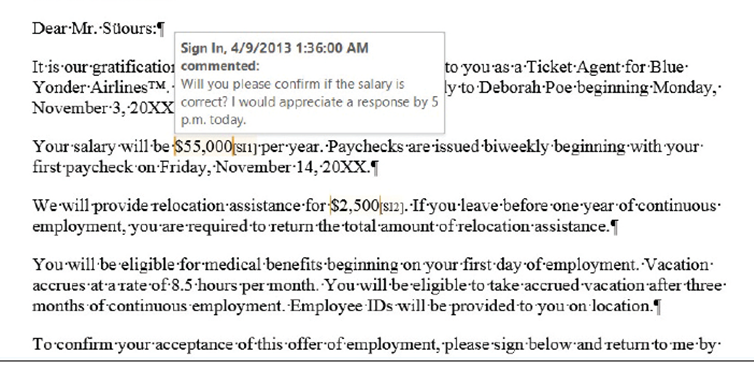 Dear Mr.
Sign In, 4/9/2013 1:36:00 AM
commented:
Will you please confirm if the salary is
correct? I would appreciate a response by 5
p.m. today.
It is our gratification to you as a Ticket Agent for Blue
Yonder Airlines™. ly to Deborah Poe beginning Monday,
November 3, 20XX
Your salary will be $55,000[SI1] per year. Paychecks are issued biweekly beginning with your
first paycheck on Friday, November 14, 20XX.¶
We will provide relocation assistance for $2,500[SI2]. If you leave before one year of continuous
employment, you are required to return the total amount of relocation assistance.¶
You will be eligible for medical benefits beginning on your first day of employment. Vacation
accrues at a rate of 8.5 hours per month. You will be eligible to take accrued vacation after three
months of continuous employment. Employee IDs will be provided to you on location.¶
To confirm your acceptance of this offer of employment, please sign below and return to me by